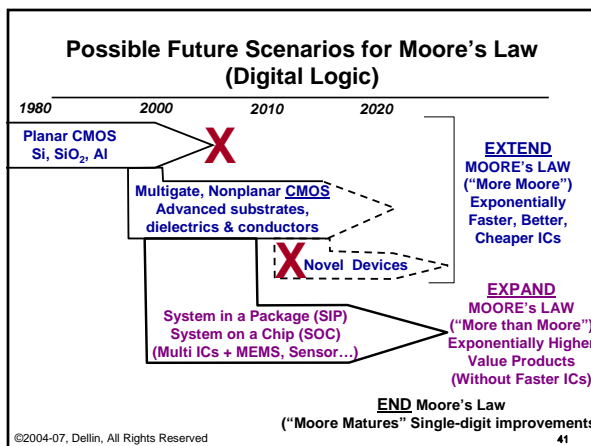 Possible Future Scenarios for Moore's Law
(Digital Logic)
1980 2000 2010 2020
Planar CMOS
Si, SiO₂, Al
X
Multigate, Nonplanar CMOS
Advanced substrates,
dielectrics & conductors
X
Novel Devices
System in a Package (SIP)
System on a Chip (SOC)
(Multi ICs + MEMS, Sensor…)
EXTEND
MOORE's LAW
("More Moore")
Exponentially
Faster, Better,
Cheaper ICs
EXPAND
MOORE's LAW
("More than Moore")
Exponentially Higher
Value Products
(Without Faster ICs)
END Moore's Law
("Moore Matures" Single-digit improvements
©2004-07, Dellin, All Rights Reserved
41